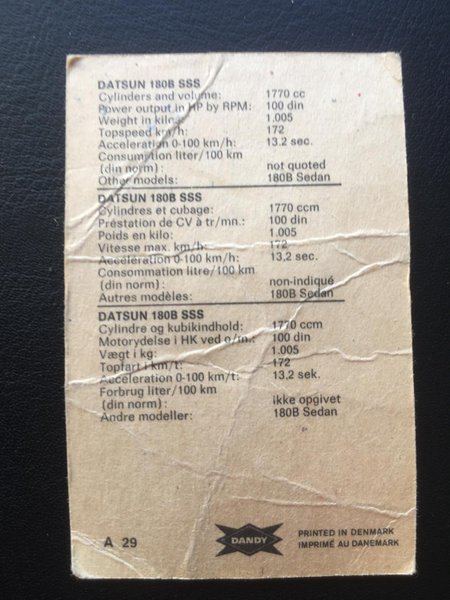 DATSUN 180B SSS
Cylinders and volume: 1770 cc
Power output in HP by RPM: 100 din
Weight in kilo: 1.005
Topspeed km/h: 172
Acceleration 0-100 km/h: 13.2 sec.
Consumption liter/100 km
(din norm): not quoted
Other models: 180B Sedan
DATSUN 180B SSS
Cylindres et cubage: 1770 ccm
Préstation de CV à tr/mn.: 100 din
Poids en kilo: 1.005
Vitesse max. km/h: 172
Accélération 0-100 km/h: 13,2 sec.
Consommation litre/100 km
(din norm): non-indiqué
Autres modèles: 180B Sedan
DATSUN 180B SSS
Cylindre og kubikindhold: 1770 ccm
Motorydelse i HK ved o/m.: 100 din
Vægt i kg: 1.005
Topfart i km/t: 172
Acceleration 0-100 km/t: 13,2 sek.
Forbrug liter/100 km
(din norm): ikke opgivet
Andre modeller: 180B Sedan
A 29
DANDY
PRINTED IN DENMARK
IMPRIMÉ AU DANEMARK